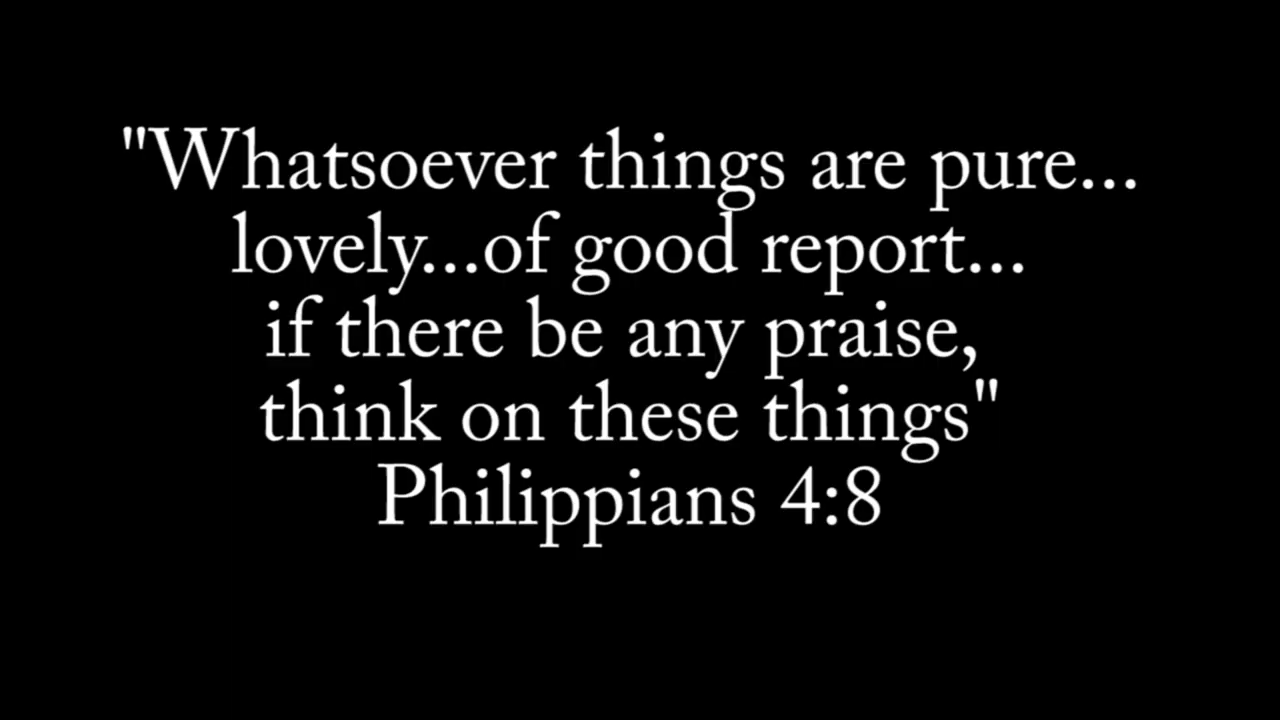 "Whatsoever things are pure...
lovely...of good report...
if there be any praise,
think on these things"
Philippians 4:8